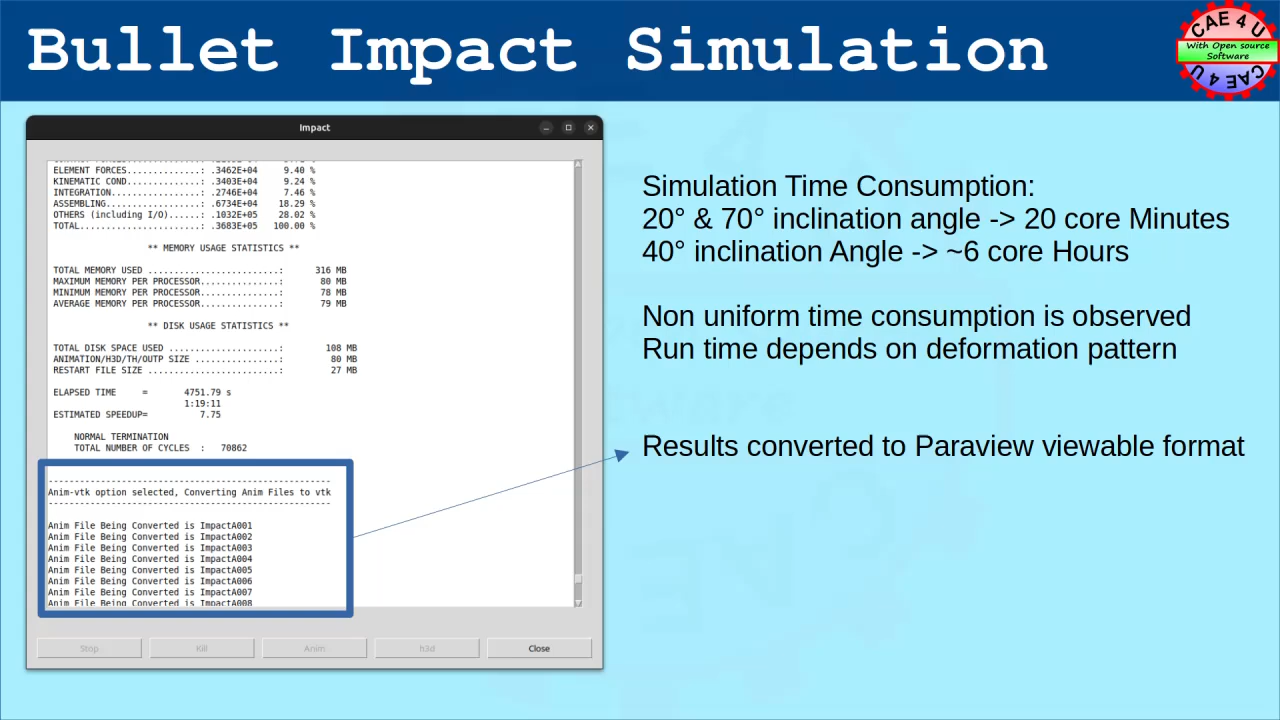 Bullet Impact Simulation
CAE 4 U
With Open source
Software
CAE 4 U
Impact
ELEMENT FORCES..............: .3462E+04 9.40 %
KINEMATIC COND..............: .3403E+04 9.24 %
INTEGRATION.................: .2746E+04 7.46 %
ASSEMBLING..................: .6734E+04 18.29 %
OTHERS (including I/O)......: .1032E+05 28.02 %
TOTAL.......................: .3683E+05 100.00 %
** MEMORY USAGE STATISTICS **
TOTAL MEMORY USED .........................: 316 MB
MAXIMUM MEMORY PER PROCESSOR...............: 80 MB
MINIMUM MEMORY PER PROCESSOR...............: 78 MB
AVERAGE MEMORY PER PROCESSOR...............: 79 MB
** DISK USAGE STATISTICS **
TOTAL DISK SPACE USED .....................: 108 MB
ANIMATION/H3D/TH/OUTP SIZE ................: 80 MB
RESTART FILE SIZE .........................: 27 MB
ELAPSED TIME = 4751.79 s
1:19:11
ESTIMATED SPEEDUP= 7.75
NORMAL TERMINATION
TOTAL NUMBER OF CYCLES : 70862
------------------------------------------------------
Anim-vtk option selected, Converting Anim Files to vtk
------------------------------------------------------
Anim File Being Converted is ImpactA001
Anim File Being Converted is ImpactA002
Anim File Being Converted is ImpactA003
Anim File Being Converted is ImpactA004
Anim File Being Converted is ImpactA005
Anim File Being Converted is ImpactA006
Anim File Being Converted is ImpactA007
Anim File Being Converted is ImpactA008
Stop
Kill
Anim
h3d
Close
Simulation Time Consumption:
20° & 70° inclination angle -> 20 core Minutes
40° inclination Angle -> ~6 core Hours
Non uniform time consumption is observed
Run time depends on deformation pattern
Results converted to Paraview viewable format